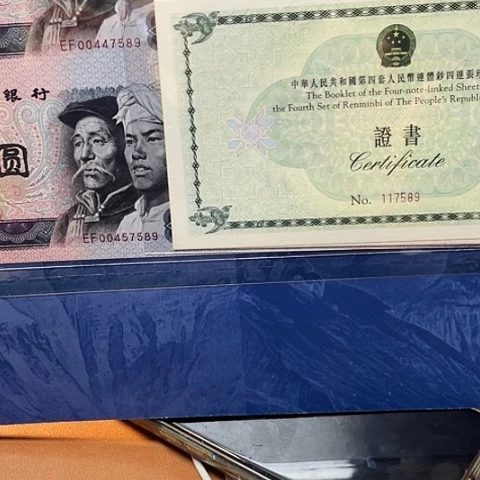 EF00447589
銀行
圆
EF00457589
中華人民共和國第四套人民幣連體鈔四連張
The Booklet of the Four-note-linked Sheet
the Fourth Set of Renminbi of The People's Republi
證書
Certificate
No. 117589